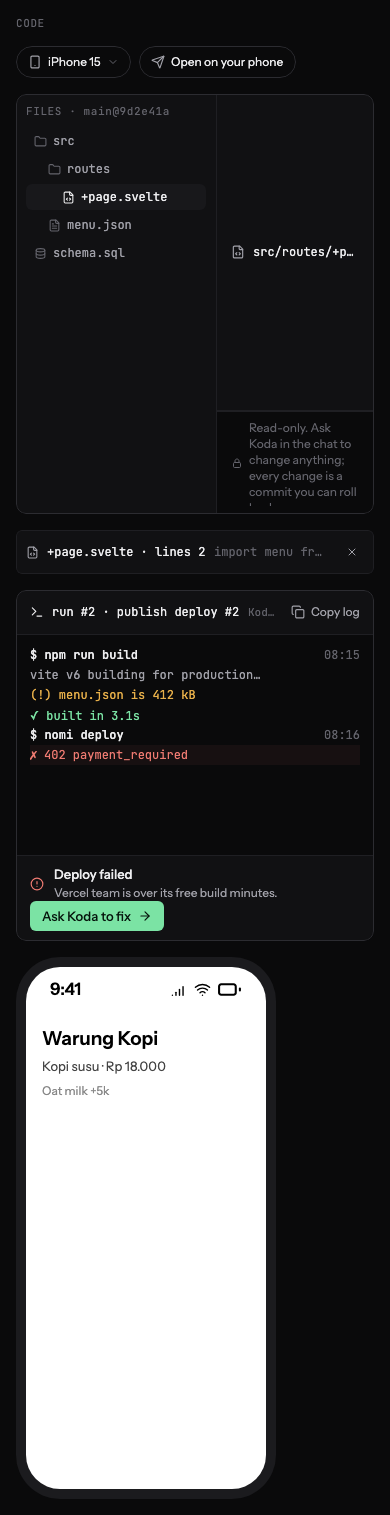 CODE
iPhone 15
Open on your phone
FILES · main@9d2e41a
src
routes
+page.svelte
menu.json
schema.sql
src/routes/+p…
Read-only. Ask
Koda in the chat to
change anything;
every change is a
commit you can roll
+page.svelte · lines 2 import menu fr…
run #2 · publish deploy #2 Kod… Copy log
$ npm run build 08:15
vite v6 building for production…
(!) menu.json is 412 kB
✓ built in 3.1s
$ nomi deploy 08:16
✗ 402 payment_required
Deploy failed
Vercel team is over its free build minutes.
Ask Koda to fix →
9:41
Warung Kopi
Kopi susu · Rp 18.000
Oat milk +5k